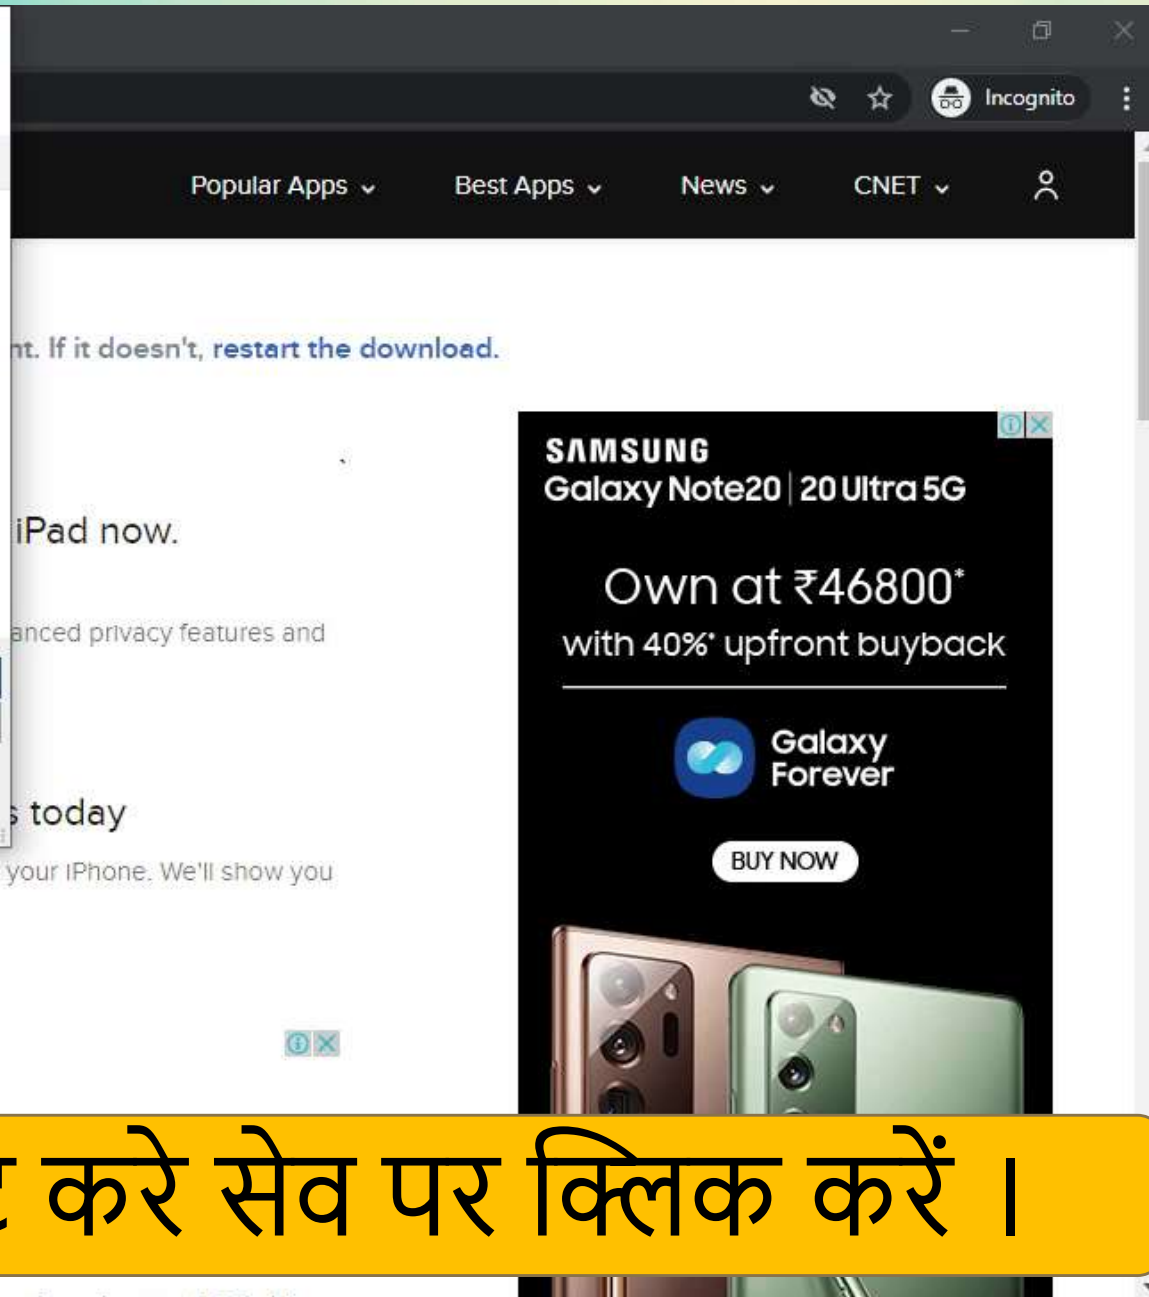 Incognito
Popular Apps
Best Apps
News
CNET
If it doesn't, restart the download.
SAMSUNG
Galaxy Note20 | 20 Ultra 5G
iPad now.
Own at ₹46800*
privacy features and
with 40%* upfront buyback
Galaxy
Forever
today
BUY NOW
your iPhone. We'll show you
करे सेव पर क्लिक करें ।